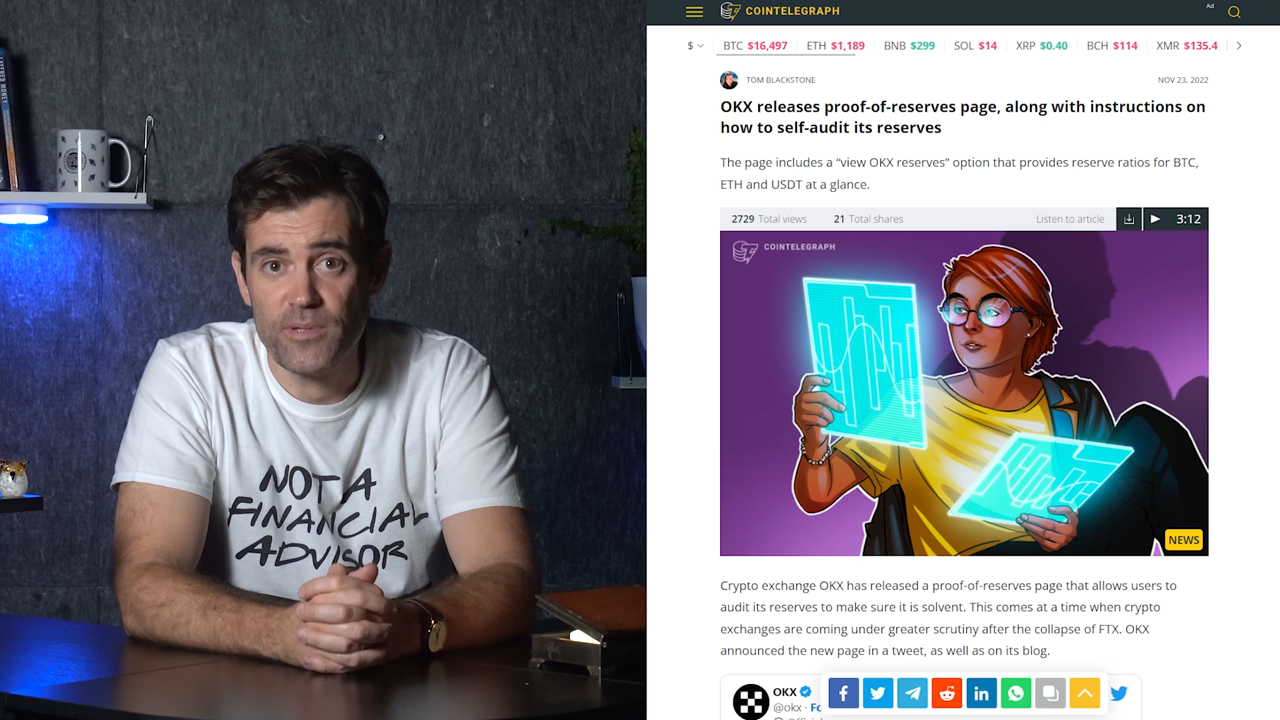 NOT A
FINANCIAL
ADVISOR
COINTELEGRAPH
Ad
$ BTC $16,497 ETH $1,189 BNB $299 SOL $14 XRP $0.40 BCH $114 XMR $135.4
TOM BLACKSTONE NOV 23, 2022
OKX releases proof-of-reserves page, along with instructions on
how to self-audit its reserves
The page includes a “view OKX reserves” option that provides reserve ratios for BTC,
ETH and USDT at a glance.
2729 Total views 21 Total shares Listen to article 3:12
COINTELEGRAPH
NEWS
Crypto exchange OKX has released a proof-of-reserves page that allows users to
audit its reserves to make sure it is solvent. This comes at a time when crypto
exchanges are coming under greater scrutiny after the collapse of FTX. OKX
announced the new page in a tweet, as well as on its blog.
OKX
@okx · Fo